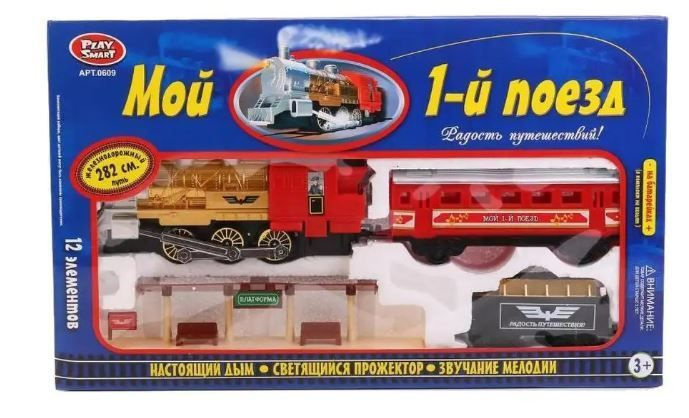 PLAY SMART
АРТ.0609
Мой 1-й поезд
Радость путешествий!
железнодорожный
282 см.
путь
12 элементов
на батарейках
МОЙ 1-Й ПОЕЗД
ПЛАТФОРМА
РАДОСТЬ ПУТЕШЕСТВИЙ!
ВНИМАНИЕ:
НАСТОЯЩИЙ ДЫМ • СВЕТЯЩИЙСЯ ПРОЖЕКТОР • ЗВУЧАНИЕ МЕЛОДИИ
3+